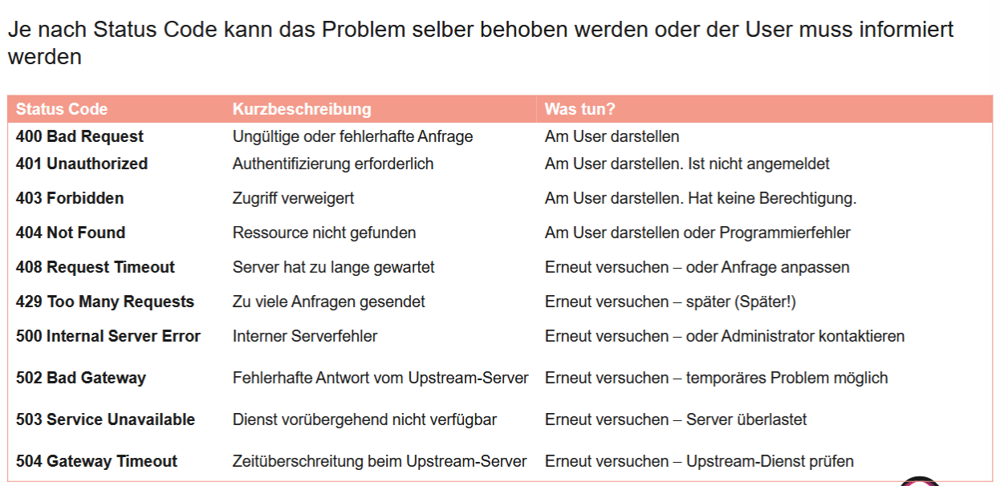 Je nach Status Code kann das Problem selber behoben werden oder der User muss informiert
werden
Status Code Kurzbeschreibung Was tun?
400 Bad Request Ungültige oder fehlerhafte Anfrage Am User darstellen
401 Unauthorized Authentifizierung erforderlich Am User darstellen. Ist nicht angemeldet
403 Forbidden Zugriff verweigert Am User darstellen. Hat keine Berechtigung.
404 Not Found Ressource nicht gefunden Am User darstellen oder Programmierfehler
408 Request Timeout Server hat zu lange gewartet Erneut versuchen – oder Anfrage anpassen
429 Too Many Requests Zu viele Anfragen gesendet Erneut versuchen – später (Später!)
500 Internal Server Error Interner Serverfehler Erneut versuchen – oder Administrator kontaktieren
502 Bad Gateway Fehlerhafte Antwort vom Upstream-Server Erneut versuchen – temporäres Problem möglich
503 Service Unavailable Dienst vorübergehend nicht verfügbar Erneut versuchen – Server überlastet
504 Gateway Timeout Zeitüberschreitung beim Upstream-Server Erneut versuchen – Upstream-Dienst prüfen